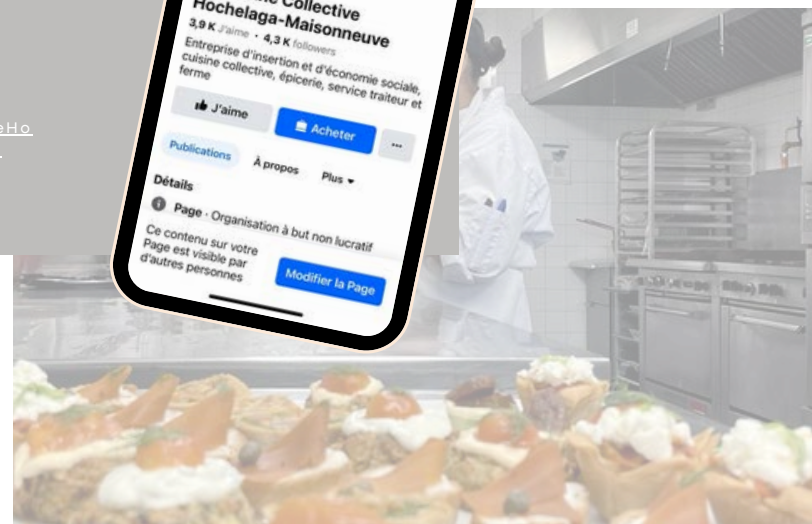 Collective
Hochelaga-Maisonneuve
3,9 K J'aime · 4,3 K followers
Entreprise d'insertion et d'économie sociale,
cuisine collective, épicerie, service traiteur et
ferme
J'aime
Acheter
Publications
À propos
Plus
Détails
Page · Organisation à but non lucratif
Ce contenu sur votre
Page est visible par
d'autres personnes
Modifier la Page